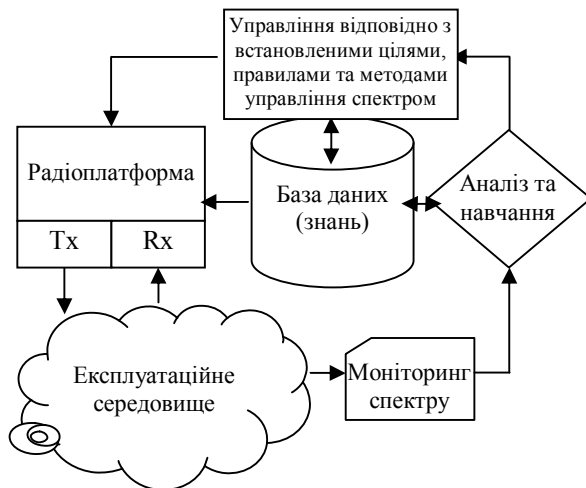 Управління відповідно з
встановленими цілями,
правилами та методами
управління спектром
Радіоплатформа
Tx
Rx
База даних
(знань)
Аналіз та
навчання
Експлуатаційне
середовище
Моніторинг
спектру